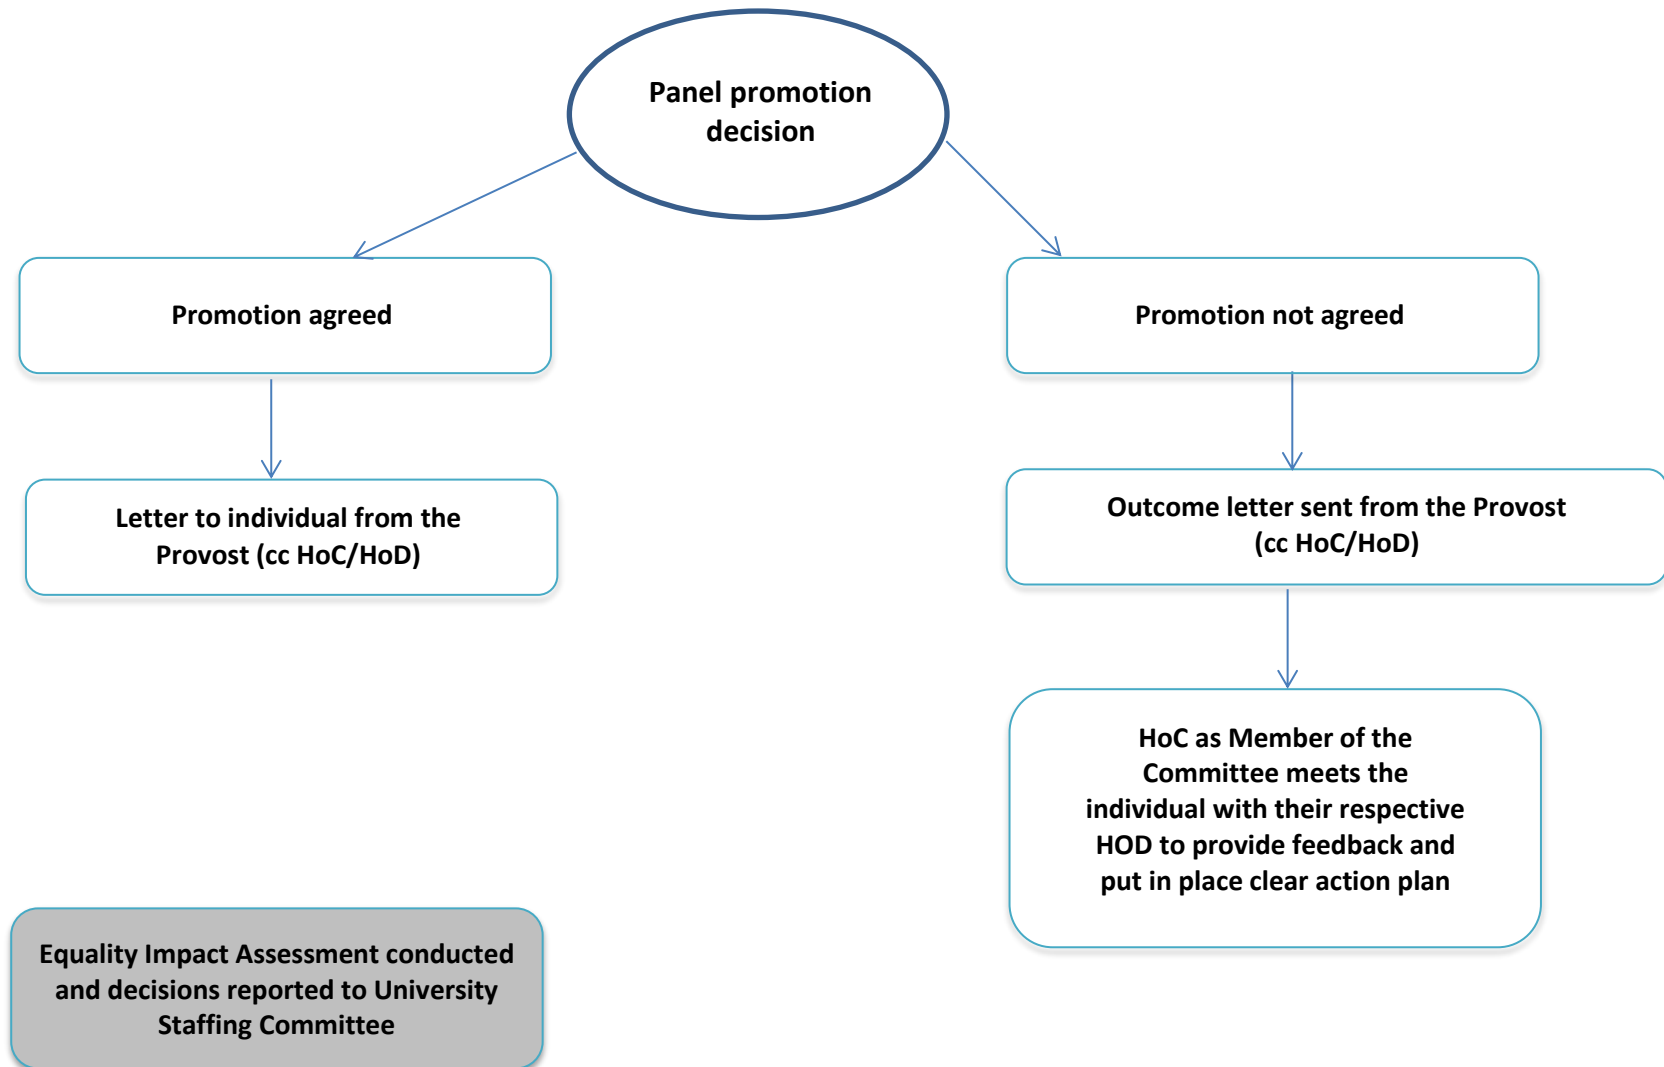 Panel promotion
decision
Promotion agreed
Promotion not agreed
Letter to individual from the
Provost (cc HoC/HoD)
Outcome letter sent from the Provost
(cc HoC/HoD)
HoC as Member of the
Committee meets the
individual with their respective
HOD to provide feedback and
put in place clear action plan
Equality Impact Assessment conducted
and decisions reported to University
Staffing Committee